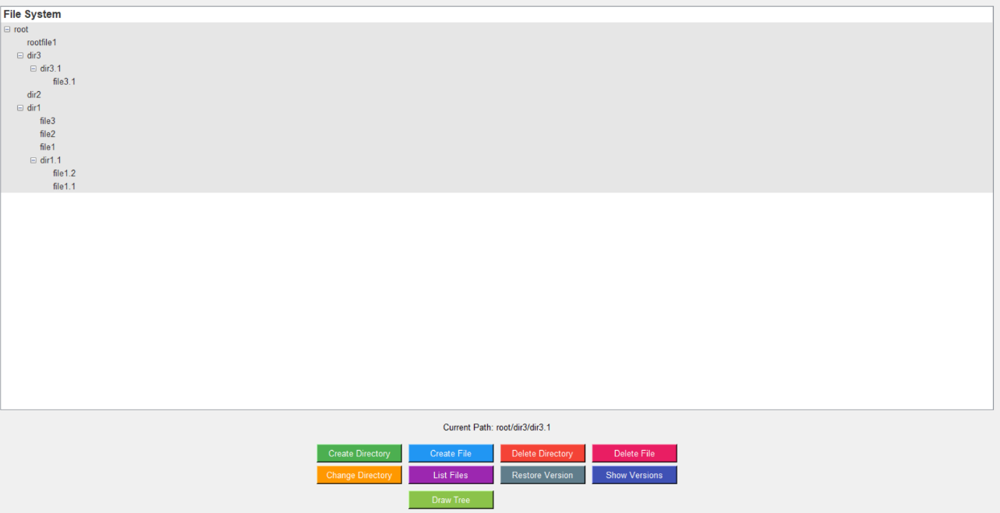 File System
root
rootfile1
dir3
dir3.1
file3.1
dir2
dir1
file3
file2
file1
dir1.1
file1.2
file1.1
Current Path: root/dir3/dir3.1
Create Directory Create File Delete Directory Delete File
Change Directory List Files Restore Version Show Versions
Draw Tree